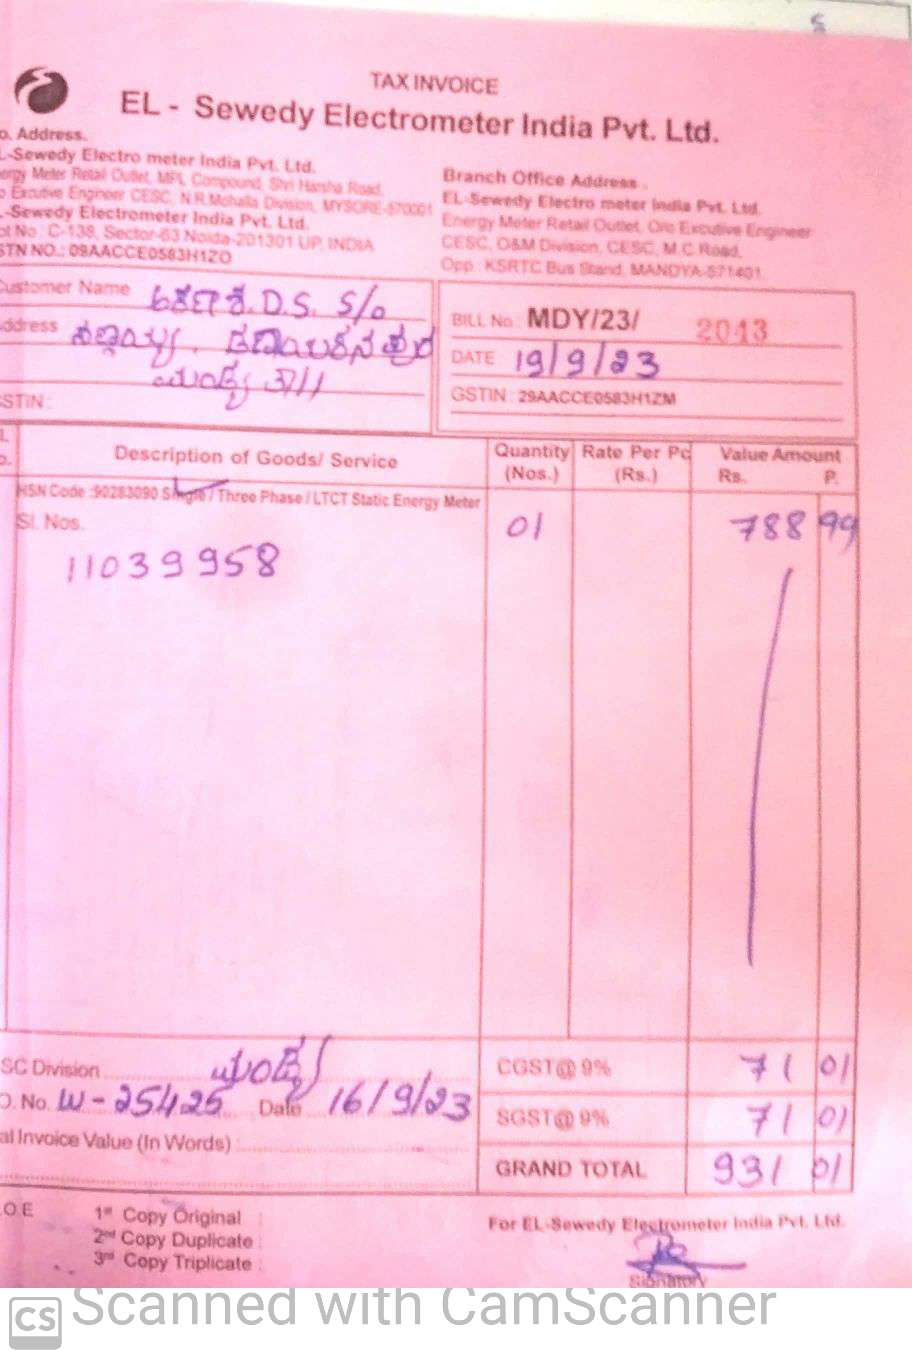 TAX INVOICE
EL - Sewedy Electrometer India Pvt. Ltd.
o. Address.
-Sewedy Electro meter India Pvt. Ltd.
ergy Meter Retail Outlet, MFL Compound, Shri Harsha Road,
o Excutive Engineer CESC, N.R.Mohalla Division, MYSORE-570001
-Sewedy Electrometer India Pvt. Ltd.
ot No : C-138, Sector-63 Noida-201301 UP, INDIA
STN NO.: 09AACCE0583H1ZO
Branch Office Address .
EL-Sewedy Electro meter India Pvt. Ltd.
Energy Meter Retail Outlet, O/o Excutive Engineer
CESC, O&M Division, CESC, M.C Road,
Opp : KSRTC Bus Stand, MANDYA-571401
ustomer Name D.S. S/o
ddress
ಮಂಡ್ಯ
STIN :
BILL No. MDY/23/ 2043
DATE 19/9/23
GSTIN : 29AACCE0583H1ZM
Description of Goods/ Service Quantity (Nos.) Rate Per Pc (Rs.) Value Amount Rs. P.
HSN Code :90283090 Single / Three Phase / LTCT Static Energy Meter
Sl. Nos. 01 788 99
11039958
SC Division ಮಂಡ್ಯ CGST@ 9% 71 01
O. No. W-25425 Date 16/9/23 SGST@ 9% 71 01
al Invoice Value (In Words) :
GRAND TOTAL 931 01
.O.E
1st Copy Original :
2nd Copy Duplicate :
3rd Copy Triplicate :
For EL-Sewedy Electrometer India Pvt. Ltd.
Signatory
CS Scanned with CamScanner